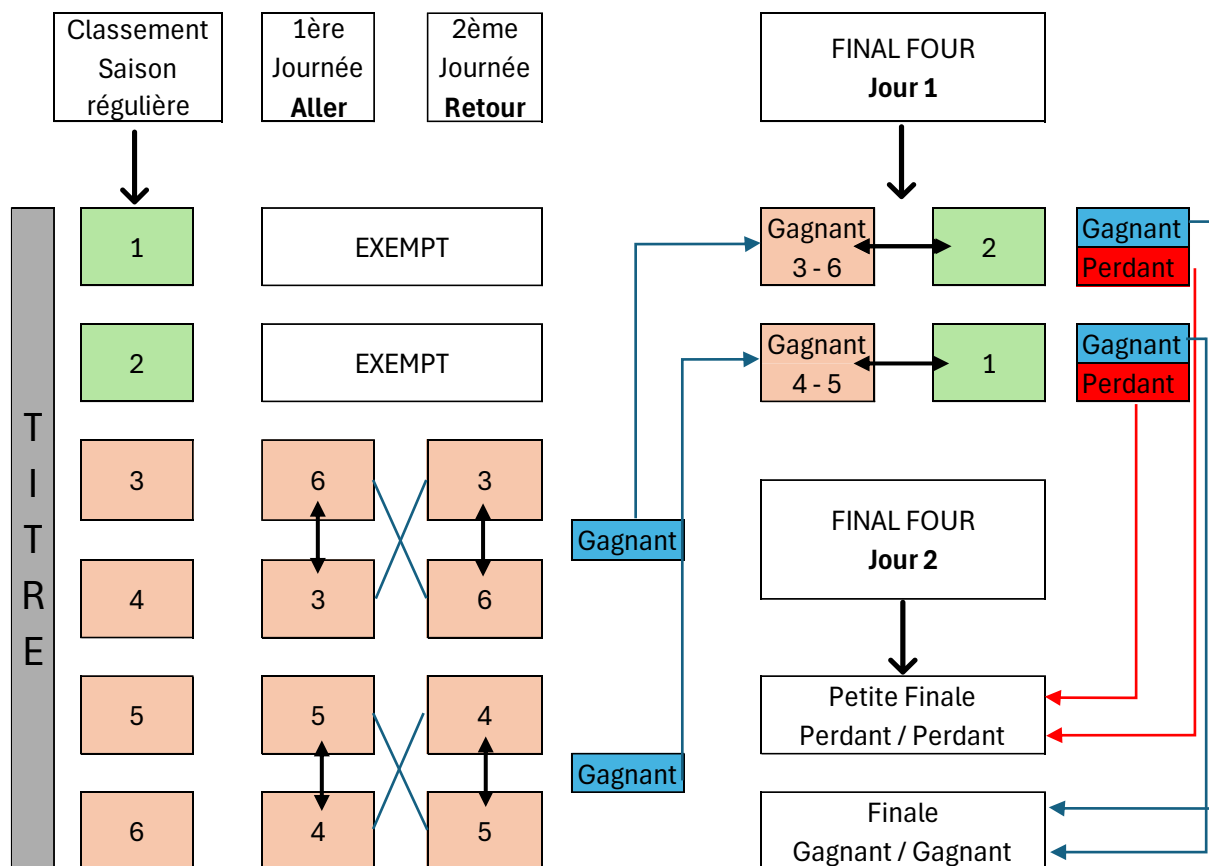 Classement
Saison
régulière
1ère
Journée
Aller
2ème
Journée
Retour
FINAL FOUR
Jour 1
TITRE
1
EXEMPT
2
EXEMPT
3
4
5
6
6
3
3
6
5
4
4
5
Gagnant
Gagnant
Gagnant
3 - 6
2
Gagnant
Perdant
Gagnant
4 - 5
1
Gagnant
Perdant
FINAL FOUR
Jour 2
Petite Finale
Perdant / Perdant
Finale
Gagnant / Gagnant